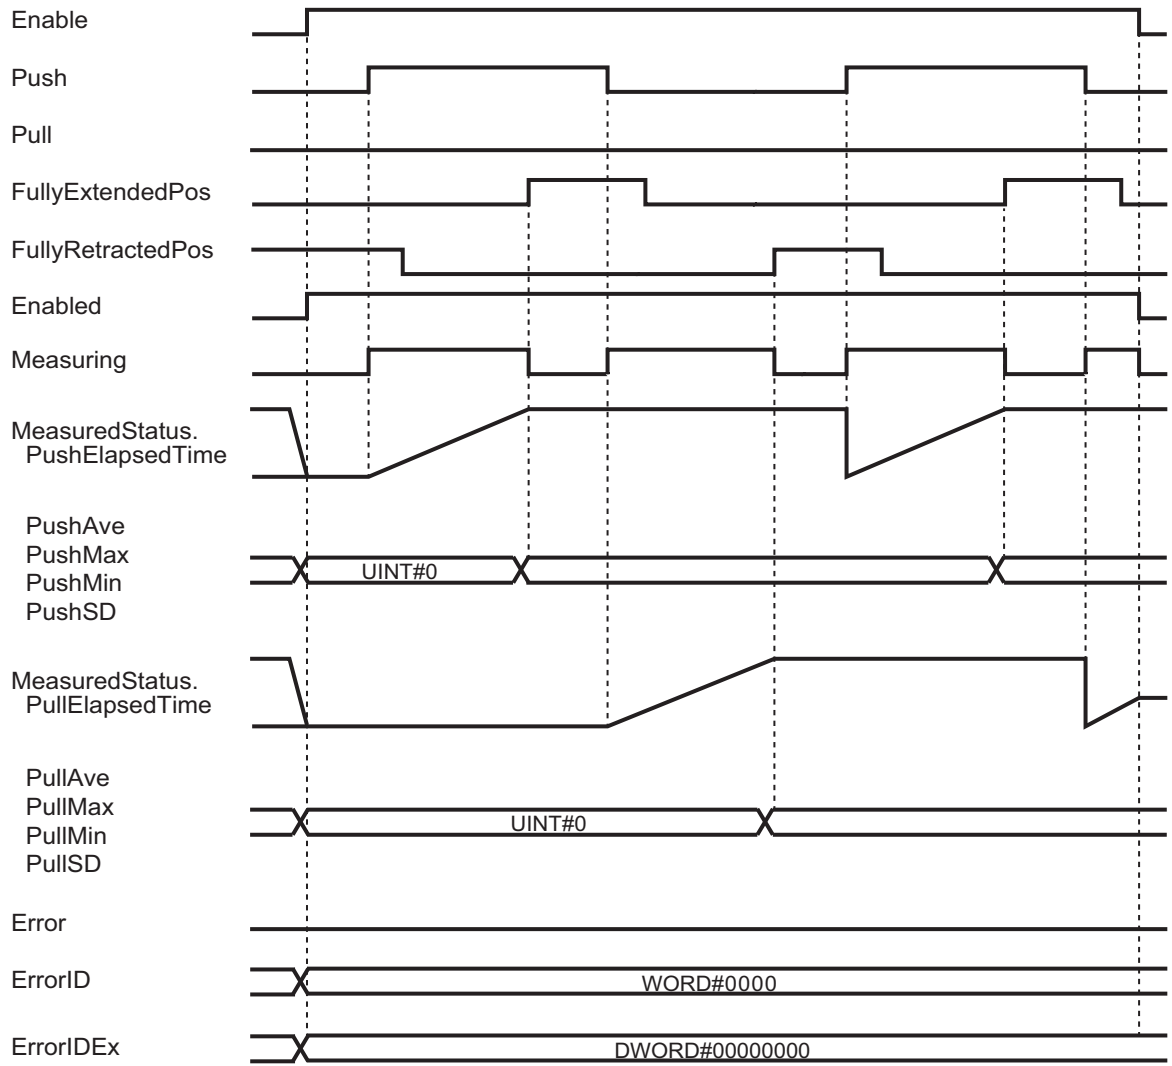 Enable
Push
Pull
FullyExtendedPos
FullyRetractedPos
Enabled
Measuring
MeasuredStatus.
PushElapsedTime
PushAve
PushMax
UINT#0
PushMin
PushSD
MeasuredStatus.
PullElapsedTime
PullAve
PullMax
UINT#0
PullMin
PullSD
Error
ErrorID
WORD#0000
ErrorIDEx
DWORD#00000000